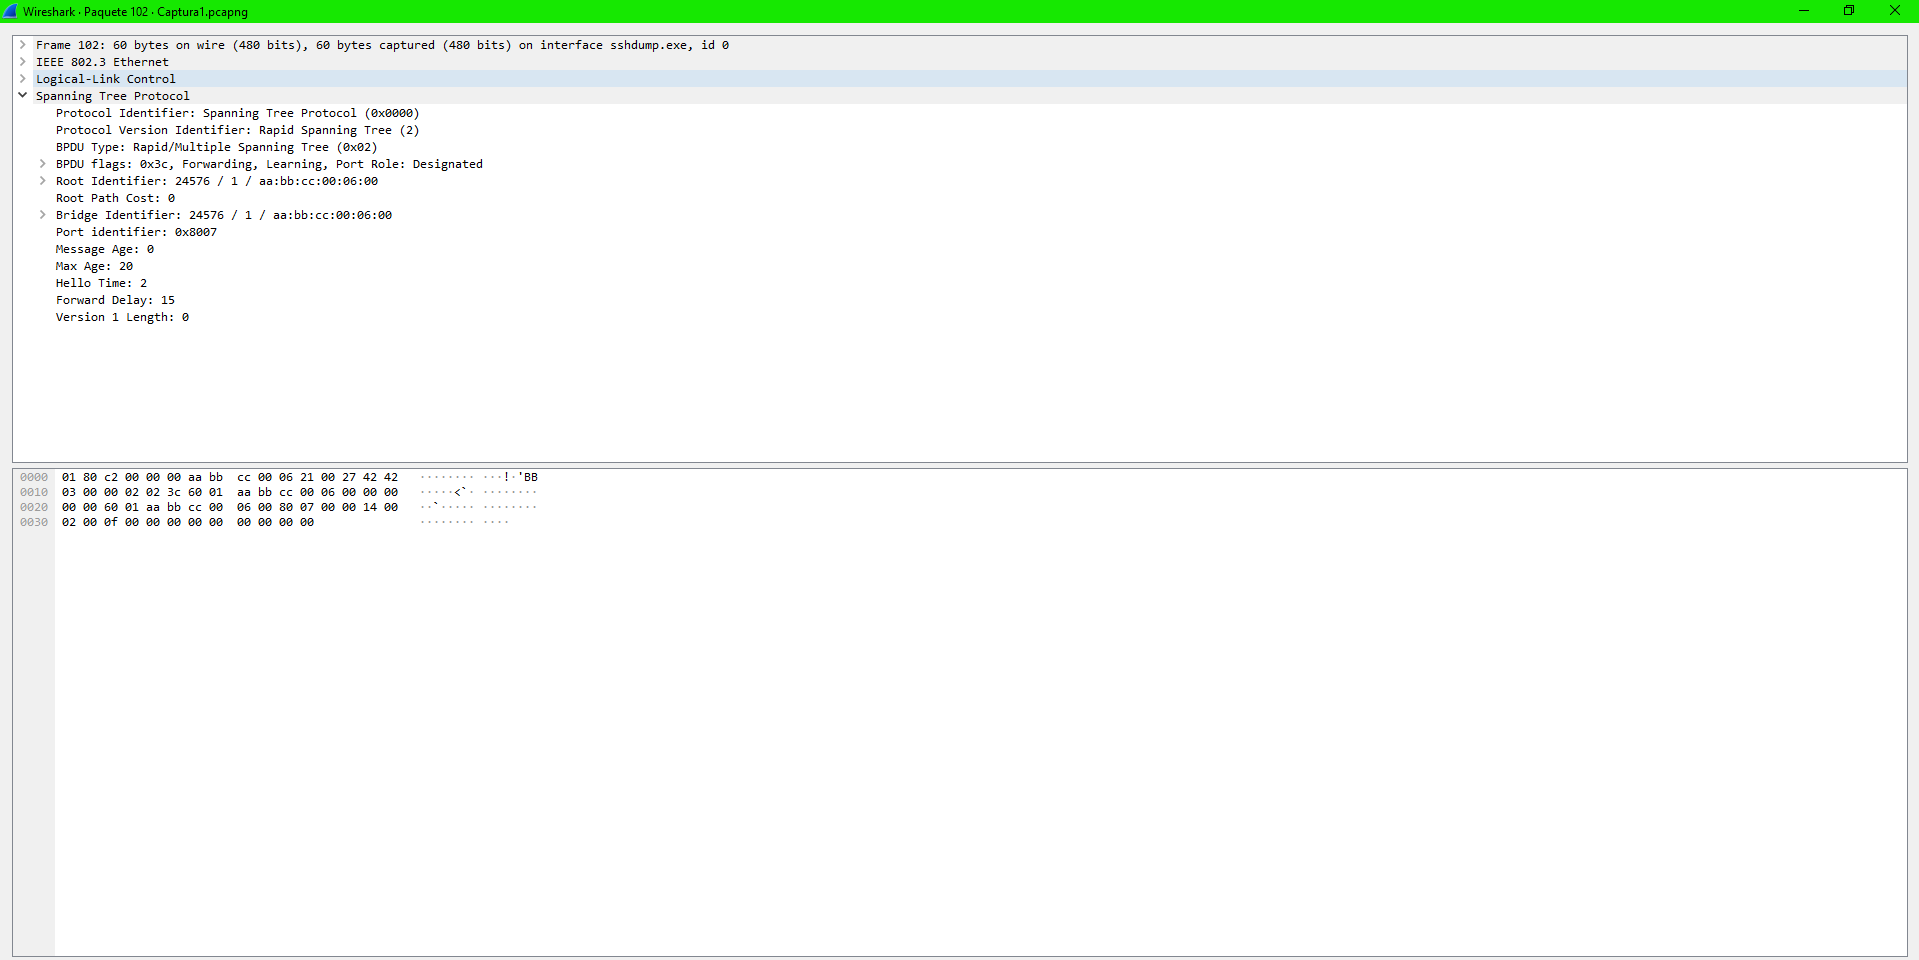 Wireshark · Paquete 102 · Captura1.pcapng
Frame 102: 60 bytes on wire (480 bits), 60 bytes captured (480 bits) on interface sshdump.exe, id 0
IEEE 802.3 Ethernet
Logical-Link Control
Spanning Tree Protocol
Protocol Identifier: Spanning Tree Protocol (0x0000)
Protocol Version Identifier: Rapid Spanning Tree (2)
BPDU Type: Rapid/Multiple Spanning Tree (0x02)
BPDU flags: 0x3c, Forwarding, Learning, Port Role: Designated
Root Identifier: 24576 / 1 / aa:bb:cc:00:06:00
Root Path Cost: 0
Bridge Identifier: 24576 / 1 / aa:bb:cc:00:06:00
Port identifier: 0x8007
Message Age: 0
Max Age: 20
Hello Time: 2
Forward Delay: 15
Version 1 Length: 0
0000 01 80 c2 00 00 00 aa bb cc 00 06 21 00 27 42 42 ········ ···!·'BB
0010 03 00 00 02 02 3c 60 01 aa bb cc 00 06 00 00 00 ·····<`· ········
0020 00 00 60 01 aa bb cc 00 06 00 80 07 00 00 14 00 ··`····· ········
0030 02 00 0f 00 00 00 00 00 00 00 00 00 ········ ····